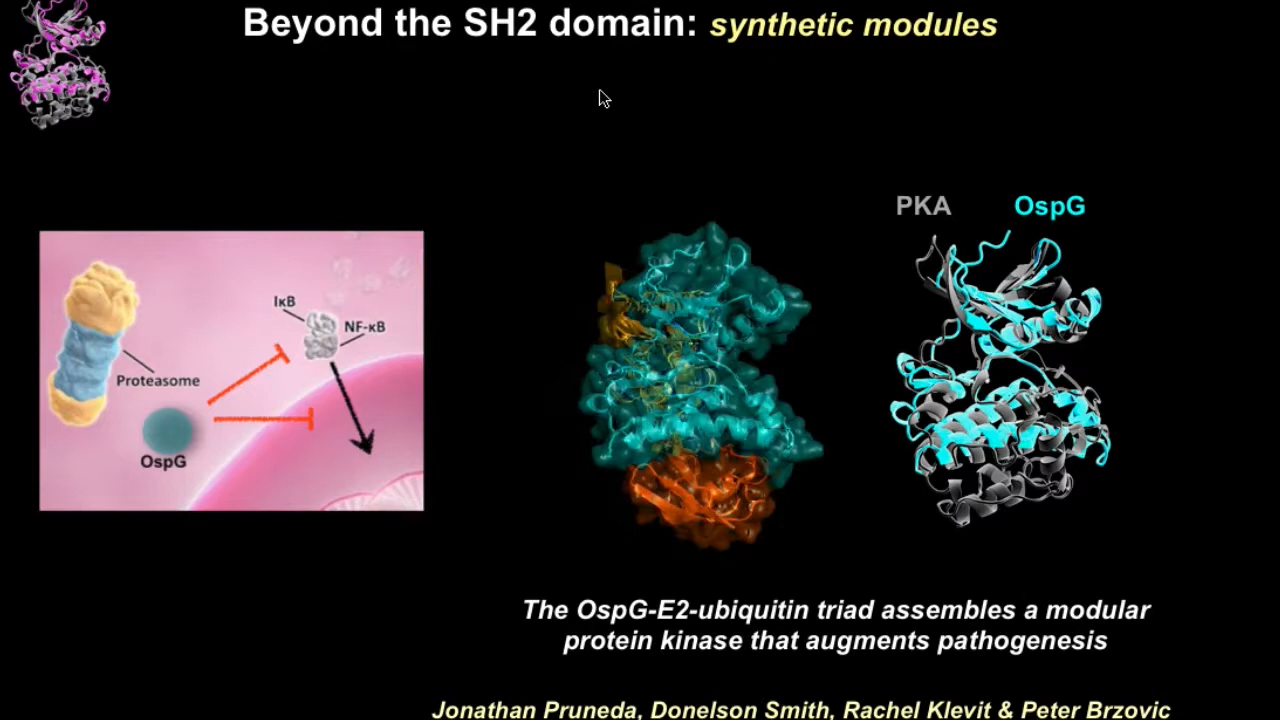 Beyond the SH2 domain: synthetic modules
PKA
OspG
IκB
NF-κB
Proteasome
OspG
The OspG-E2-ubiquitin triad assembles a modular
protein kinase that augments pathogenesis
Jonathan Pruneda, Donelson Smith, Rachel Klevit & Peter Brzovic